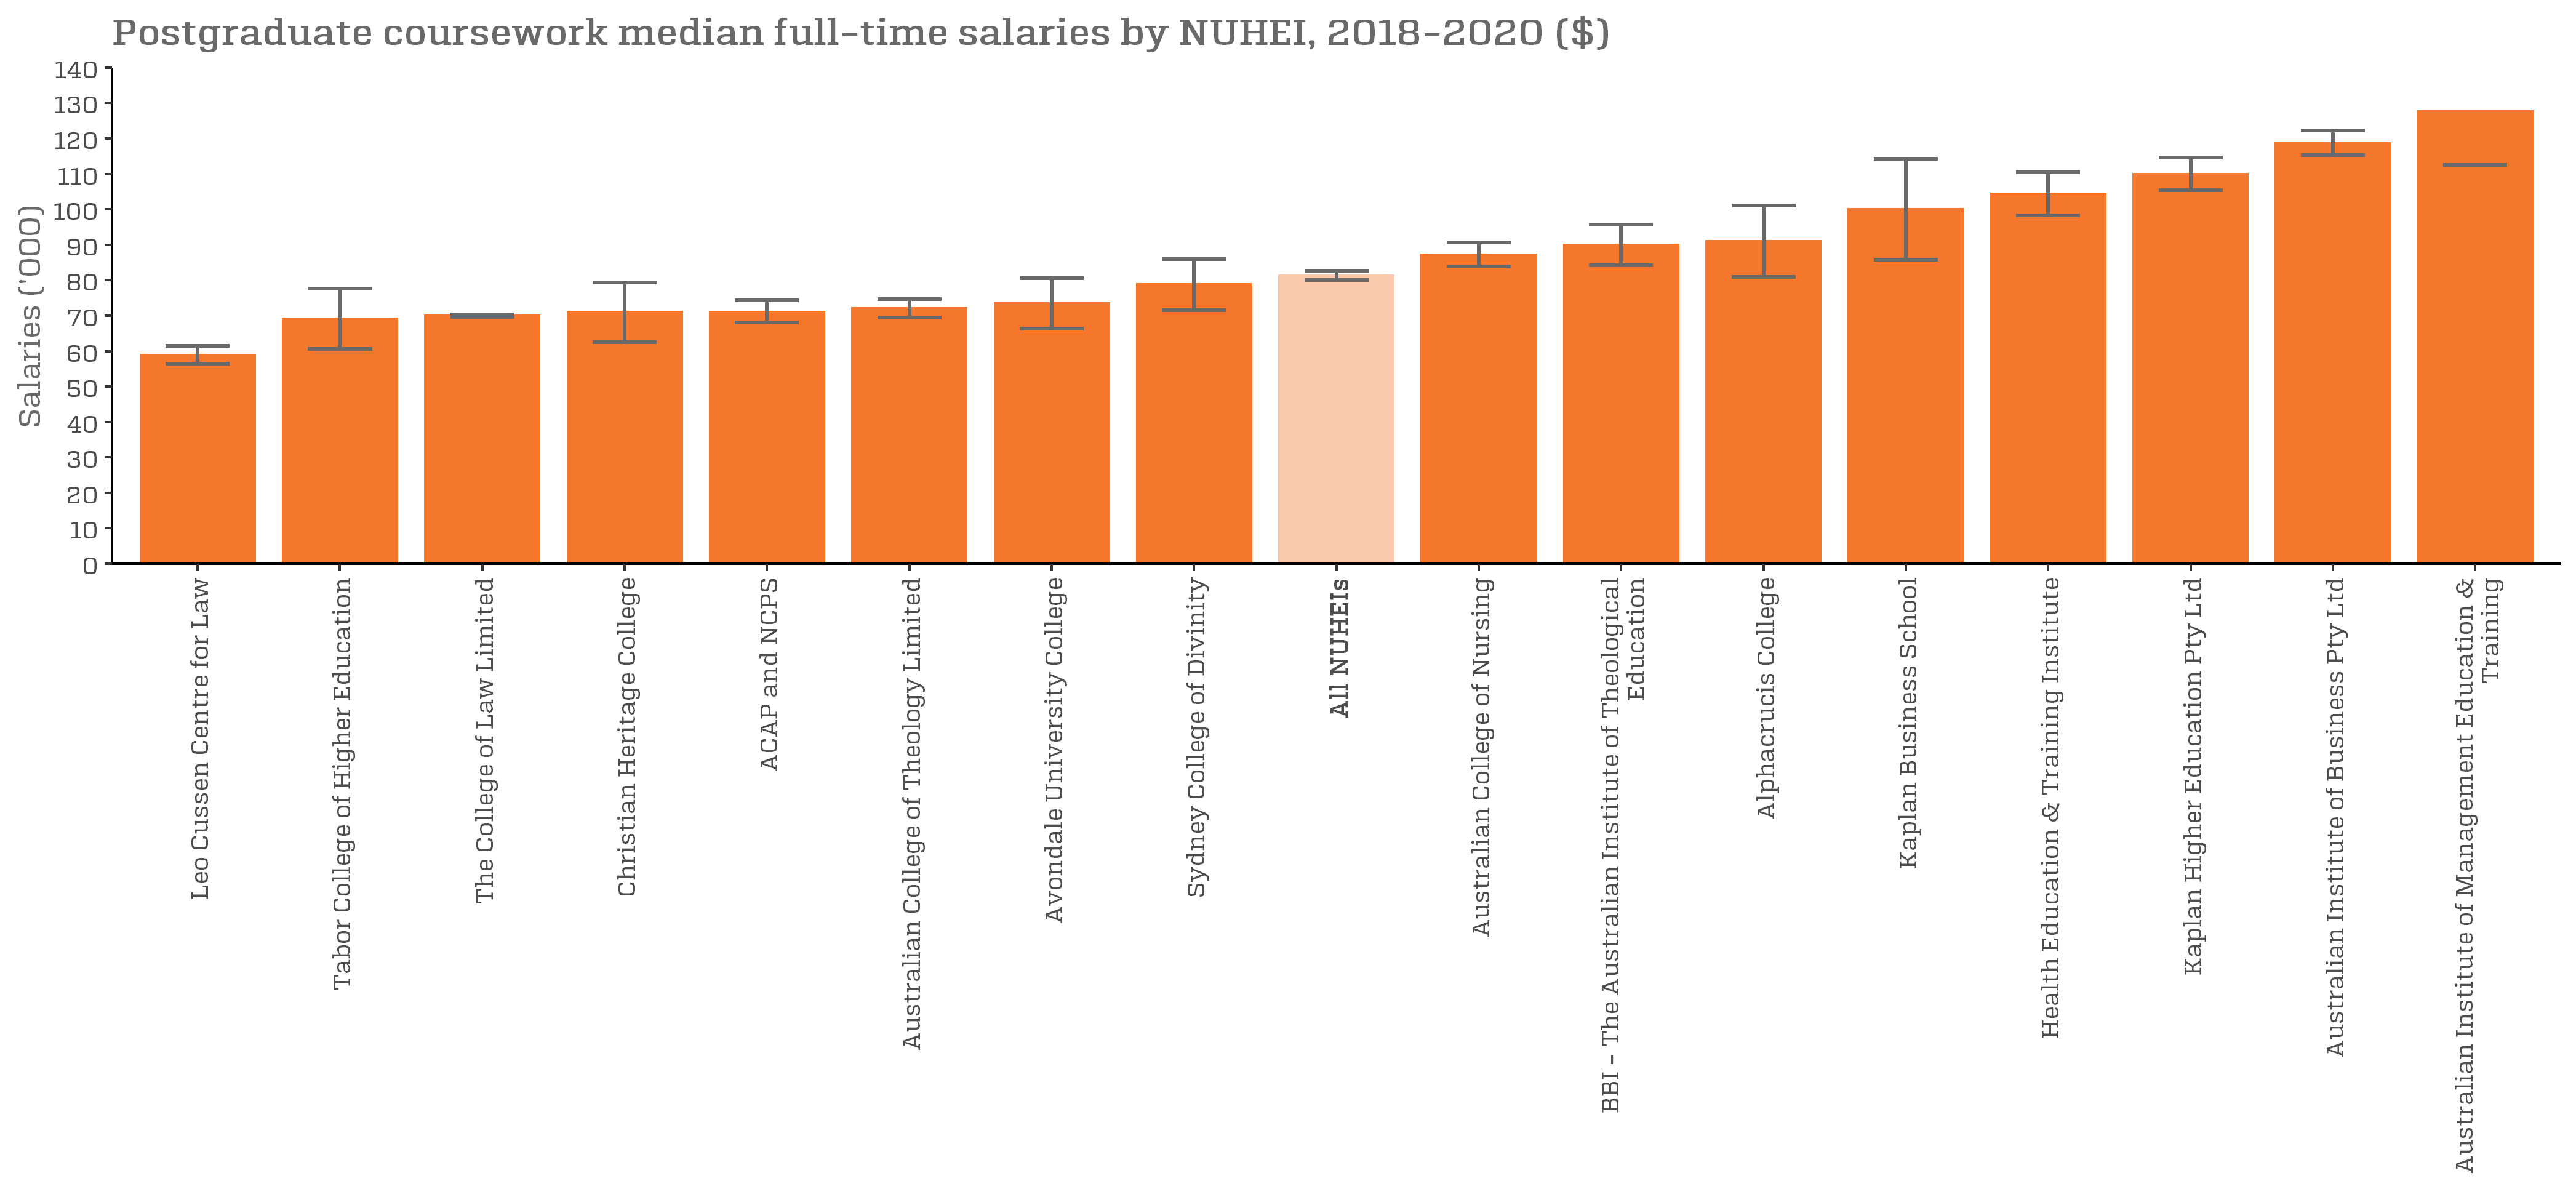 Postgraduate coursework median full-time salaries by NUHEI, 2018-2020 ($)
Salaries ('000)
140
130
120
110
100
90
80
70
60
50
40
30
20
10
0
Leo Cussen Centre for Law
Tabor College of Higher Education
The College of Law Limited
Christian Heritage College
ACAP and NCPS
Australian College of Theology Limited
Avondale University College
Sydney College of Divinity
All NUHEIs
Australian College of Nursing
BBI - The Australian Institute of Theological
Education
Alphacrucis College
Kaplan Business School
Health Education & Training Institute
Kaplan Higher Education Pty Ltd
Australian Institute of Business Pty Ltd
Australian Institute of Management Education &
Training